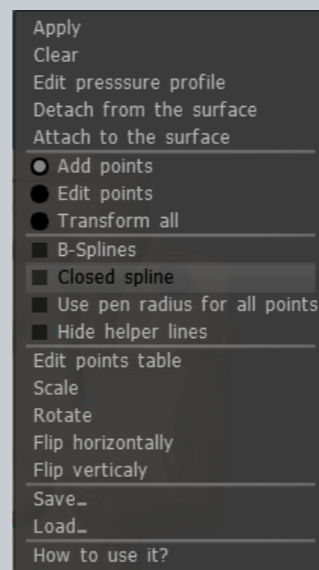 Apply
Clear
Edit presssure profile
Detach from the surface
Attach to the surface
Add points
Edit points
Transform all
B-Splines
Closed spline
Use pen radius for all points
Hide helper lines
Edit points table
Scale
Rotate
Flip horizontally
Flip verticaly
Save…
Load…
How to use it?